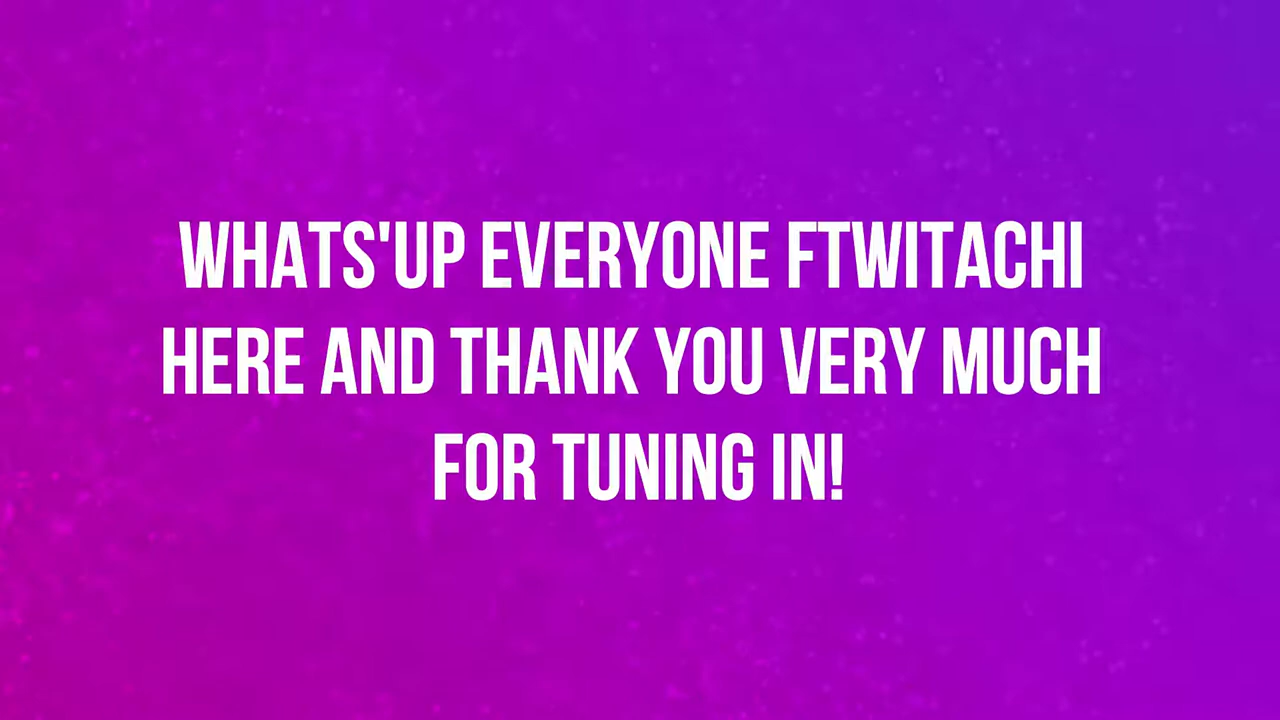 WHATS'UP EVERYONE FTWITACHI
HERE AND THANK YOU VERY MUCH
FOR TUNING IN!